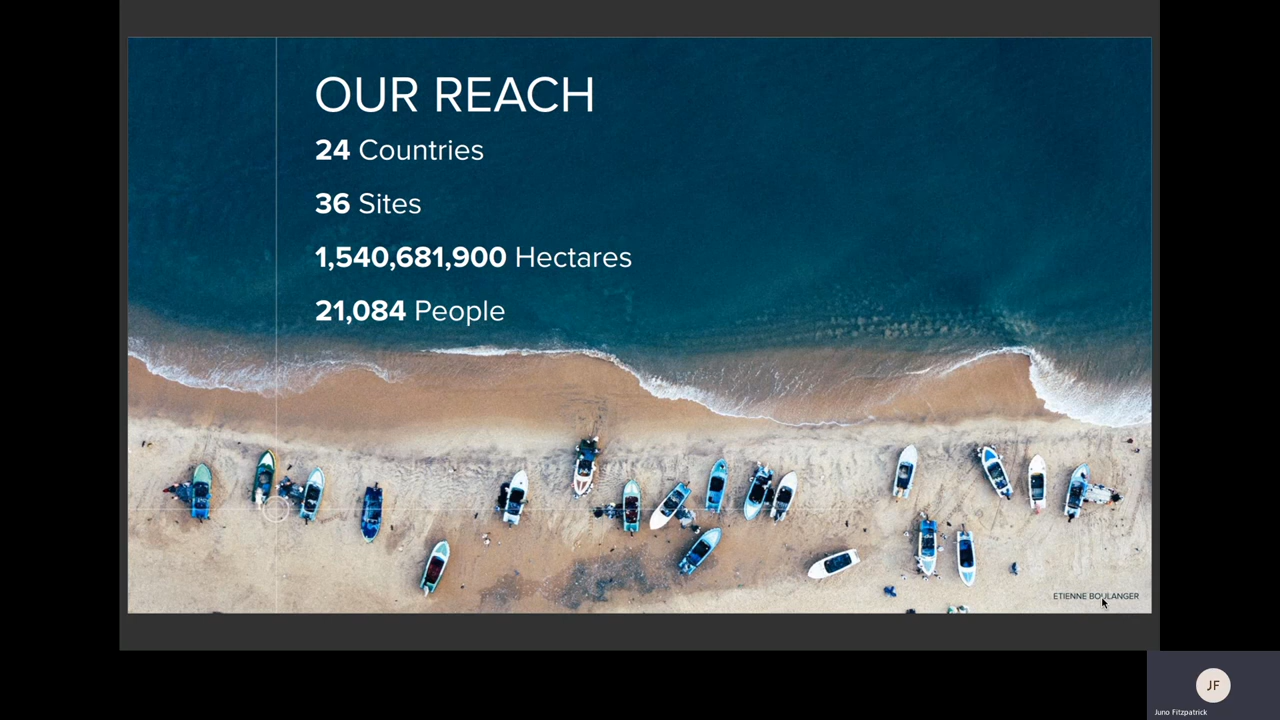 OUR REACH
24 Countries
36 Sites
1,540,681,900 Hectares
21,084 People
ETIENNE BOULANGER
JF
Juno Fitzpatrick